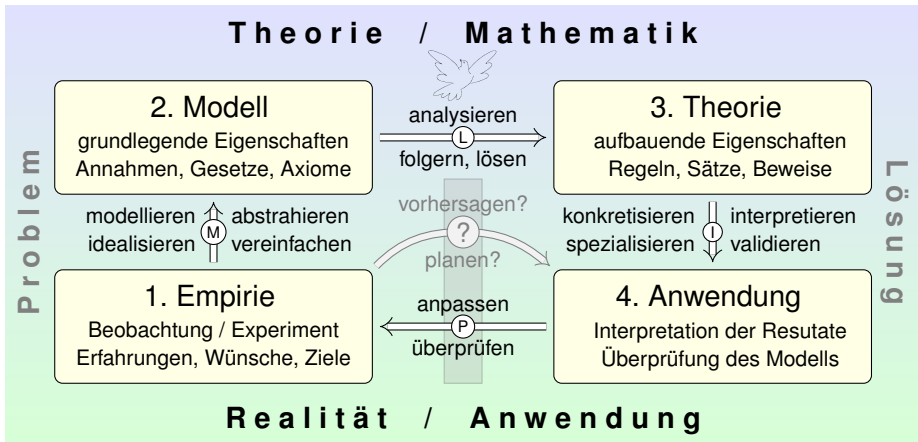 Theorie / Mathematik
Problem
Lösung
2. Modell
grundlegende Eigenschaften
Annahmen, Gesetze, Axiome
analysieren
L
folgern, lösen
3. Theorie
aufbauende Eigenschaften
Regeln, Sätze, Beweise
modellieren
idealisieren
M
abstrahieren
vereinfachen
vorhersagen?
?
planen?
konkretisieren
spezialisieren
I
interpretieren
validieren
1. Empirie
Beobachtung / Experiment
Erfahrungen, Wünsche, Ziele
anpassen
P
überprüfen
4. Anwendung
Interpretation der Resutate
Überprüfung des Modells
Realität / Anwendung